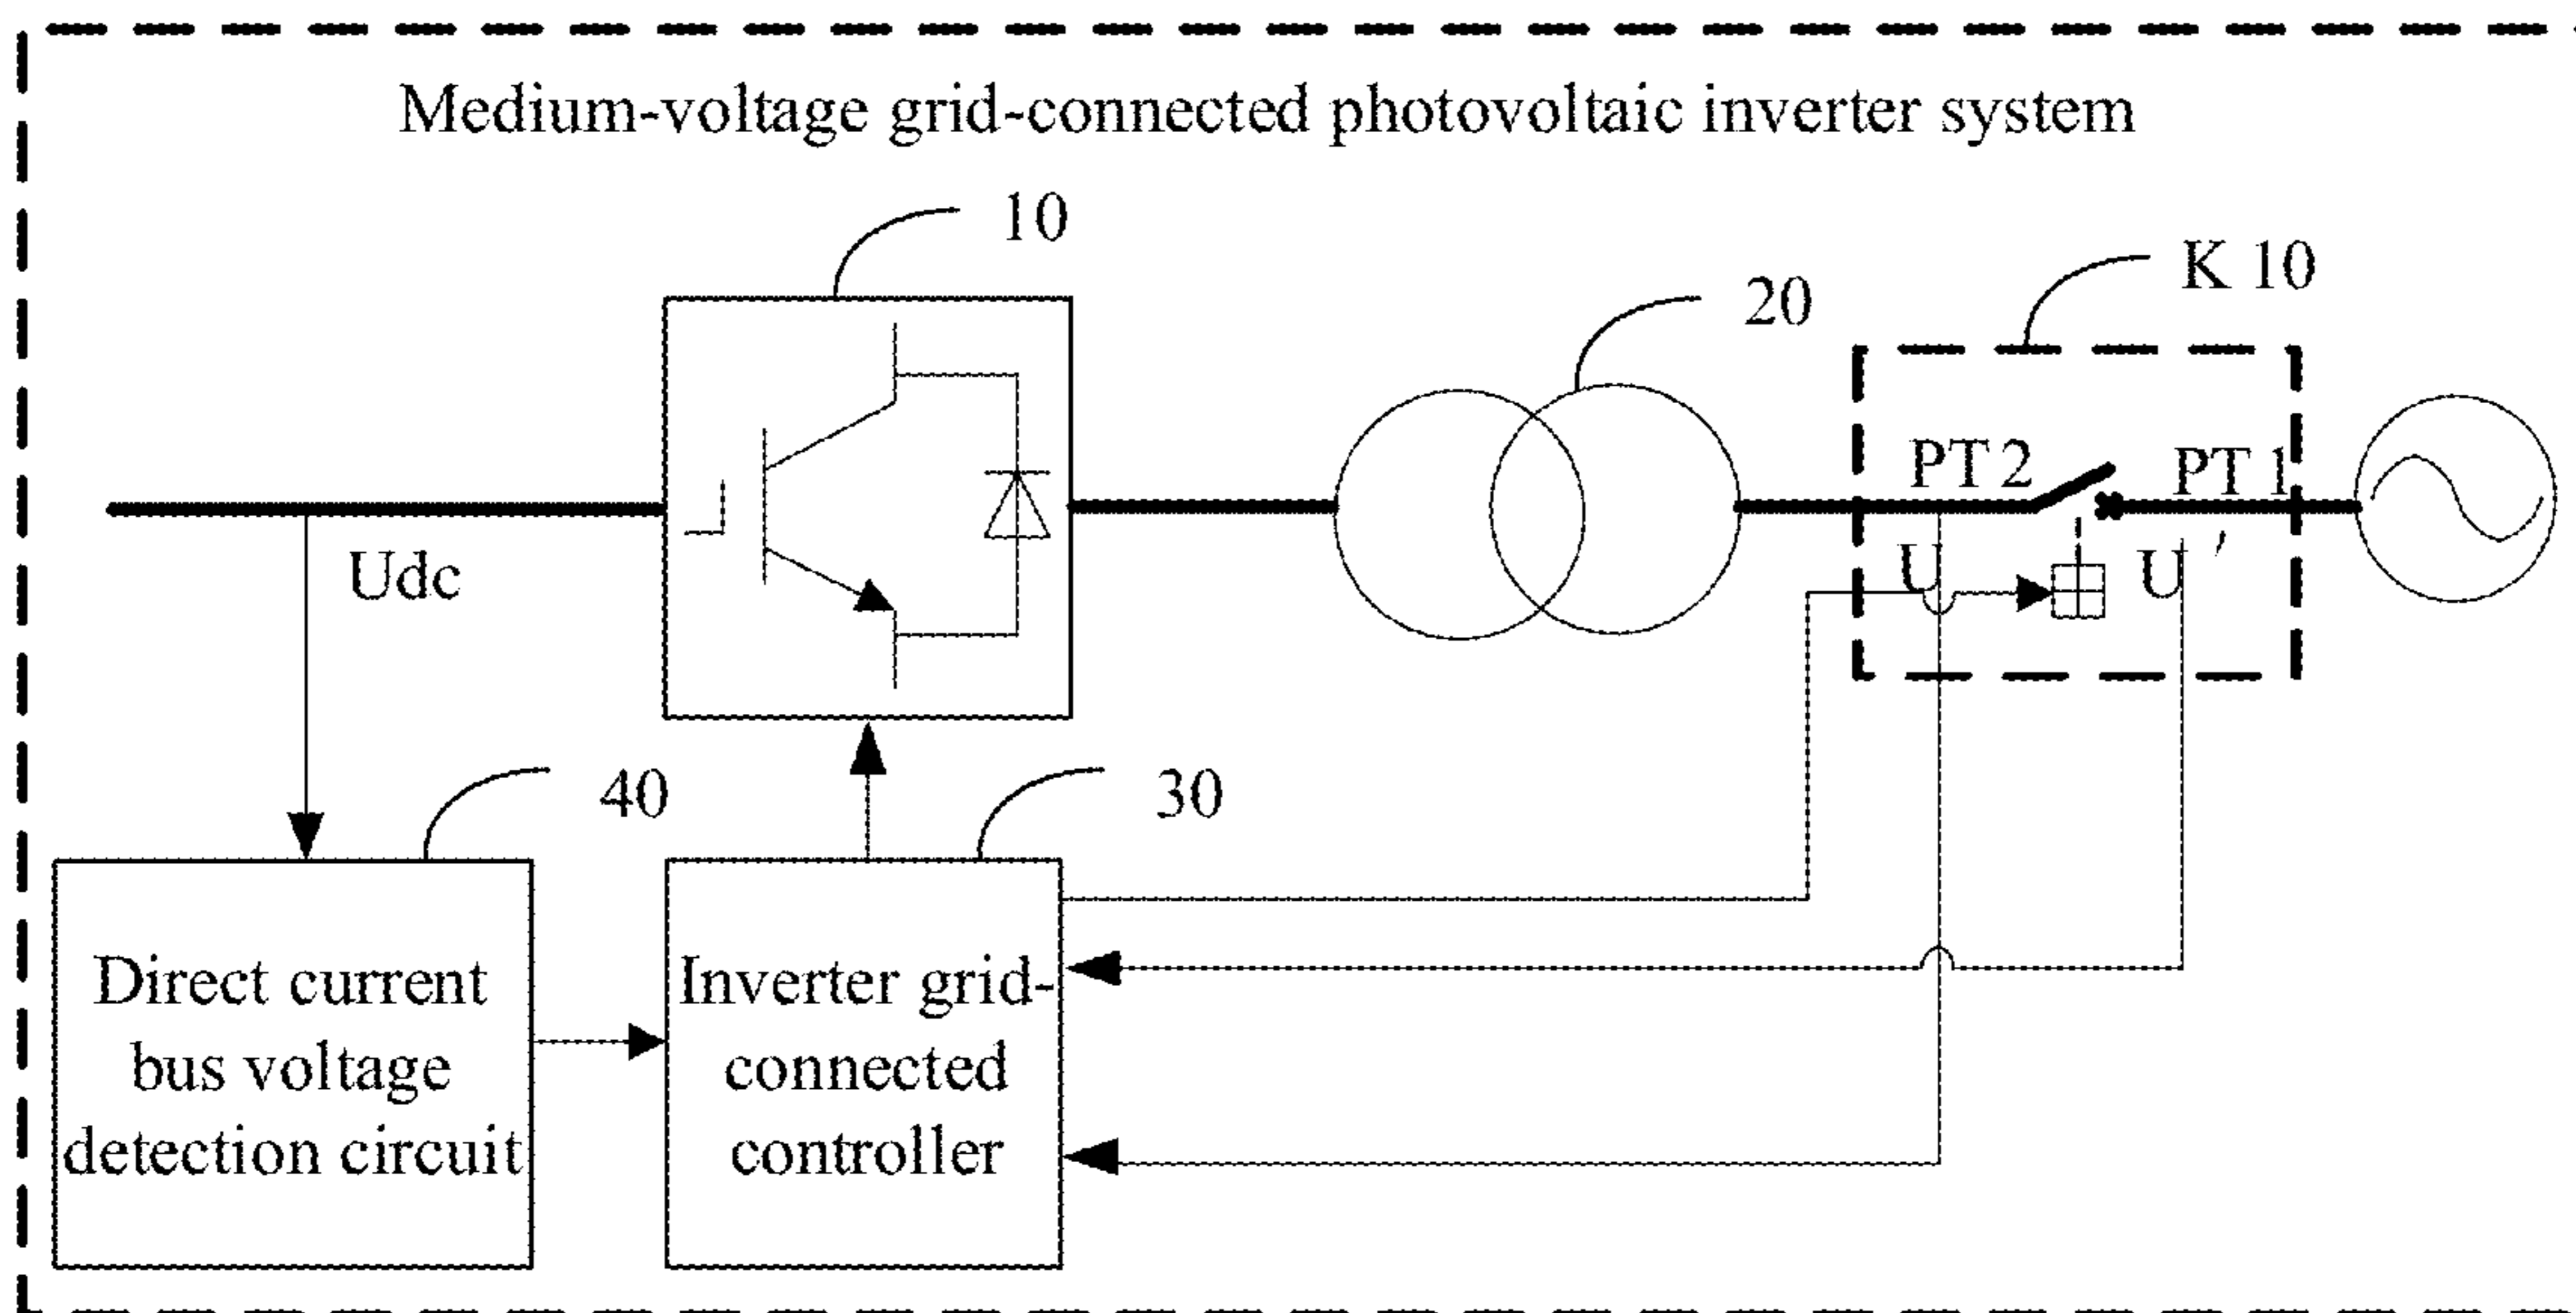 Medium-voltage grid-connected photovoltaic inverter system
10
K 10
20
PT 2
PT 1
Udc
U
U ′
40
30
Direct current
bus voltage
detection circuit
Inverter grid-
connected
controller